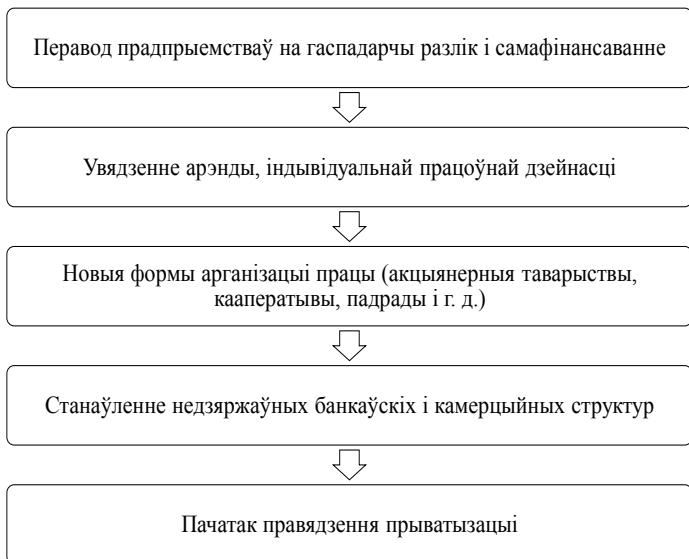 Перавод прадпрыемстваў на гаспадарчы разлік і самафінансаванне
Увядзенне арэнды, індывідуальнай працоўнай дзейнасці
Новыя формы арганізацыі працы (акцыянерныя таварыствы,
кааператывы, падрады і г. д.)
Станаўленне недзяржаўных банкаўскіх і камерцыйных структур
Пачатак правядзення прыватызацыі